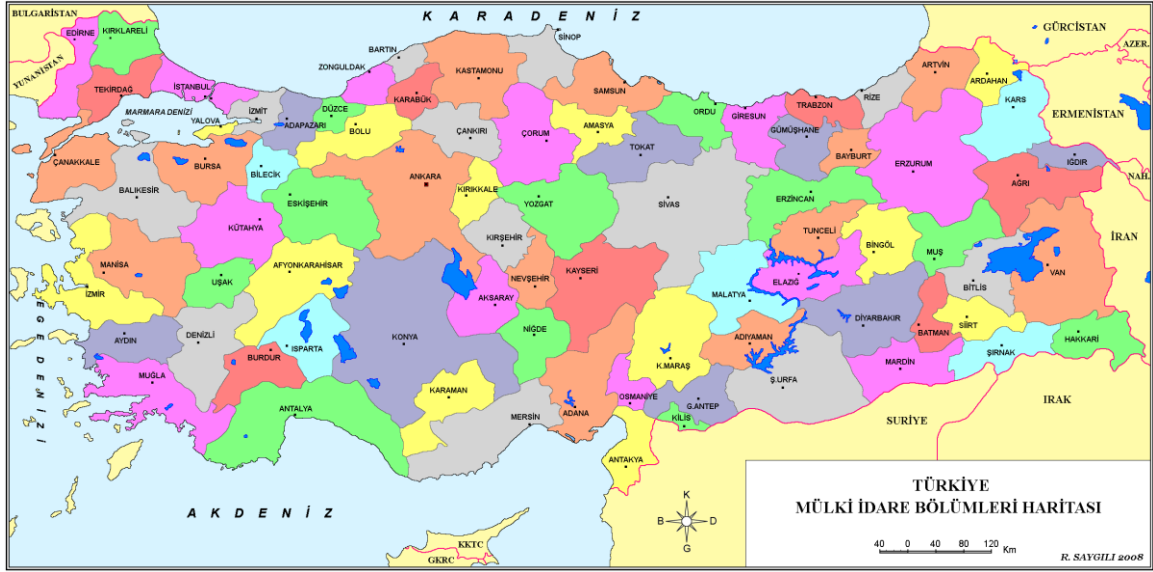 KARADENİZ
BULGARİSTAN
GÜRCİSTAN
EDİRNE
KIRKLARELİ
SİNOP
AZER.
YUNANİSTAN
BARTIN
ZONGULDAK
KASTAMONU
ARTVİN
ARDAHAN
TEKİRDAĞ
İSTANBUL
KARABÜK
SAMSUN
TRABZON
RİZE
KARS
MARMARA DENİZİ
İZMİT
DÜZCE
ORDU
GİRESUN
ERMENİSTAN
YALOVA
ADAPAZARI
BOLU
ÇANKIRI
ÇORUM
AMASYA
GÜMÜŞHANE
ÇANAKKALE
BURSA
BİLECİK
TOKAT
BAYBURT
ERZURUM
IĞDIR
BALIKESİR
ANKARA
KIRIKKALE
NAH.
ESKİŞEHİR
YOZGAT
SİVAS
ERZİNCAN
AĞRI
KÜTAHYA
KIRŞEHİR
TUNCELİ
İRAN
MANİSA
AFYONKARAHİSAR
BİNGÖL
MUŞ
VAN
UŞAK
NEVŞEHİR
KAYSERİ
ELAZIĞ
İZMİR
AKSARAY
MALATYA
BİTLİS
EGE DENİZİ
AYDIN
DENİZLİ
NİĞDE
DİYARBAKIR
SİİRT
BATMAN
HAKKARİ
BURDUR
ISPARTA
KONYA
ADIYAMAN
ŞIRNAK
K.MARAŞ
MARDİN
MUĞLA
Ş.URFA
KARAMAN
OSMANİYE
G.ANTEP
ANTALYA
MERSİN
ADANA
KİLİS
IRAK
SURİYE
ANTAKYA
AKDENİZ
K
B
D
G
KKTC
GKRC
TÜRKİYE
MÜLKİ İDARE BÖLÜMLERİ HARİTASI
40 0 40 80 120
Km
R. SAYGILI 2008